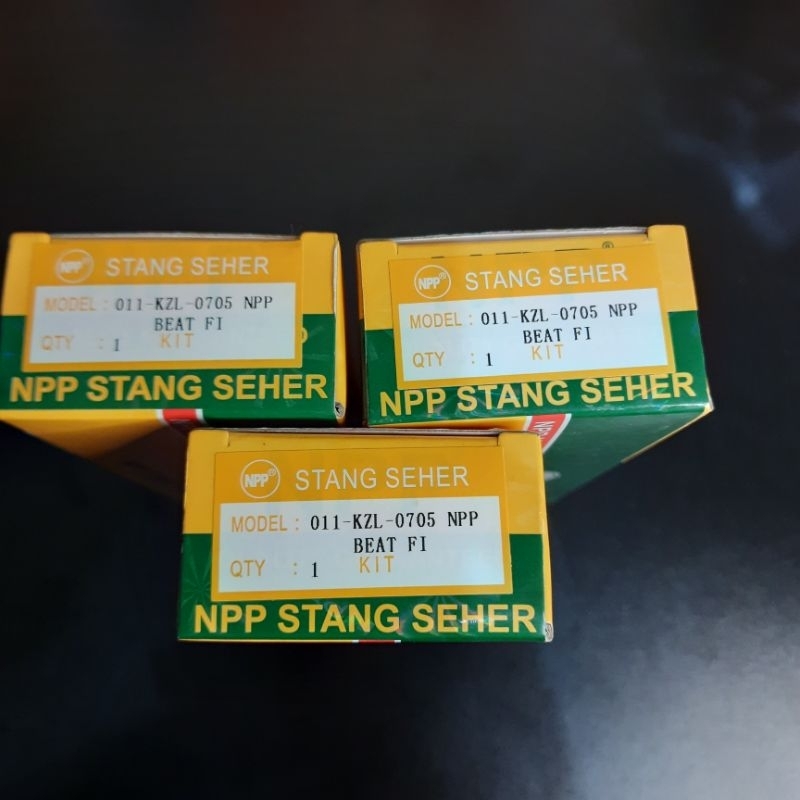 NPP® STANG SEHER
MODEL : 011-KZL-0705 NPP
BEAT FI
QTY : 1 KIT
NPP STANG SEHER
NPP® STANG SEHER
MODEL : 011-KZL-0705 NPP
BEAT FI
QTY : 1 KIT
NPP STANG SEHER
NPP® STANG SEHER
MODEL : 011-KZL-0705 NPP
BEAT FI
QTY : 1 KIT
NPP STANG SEHER